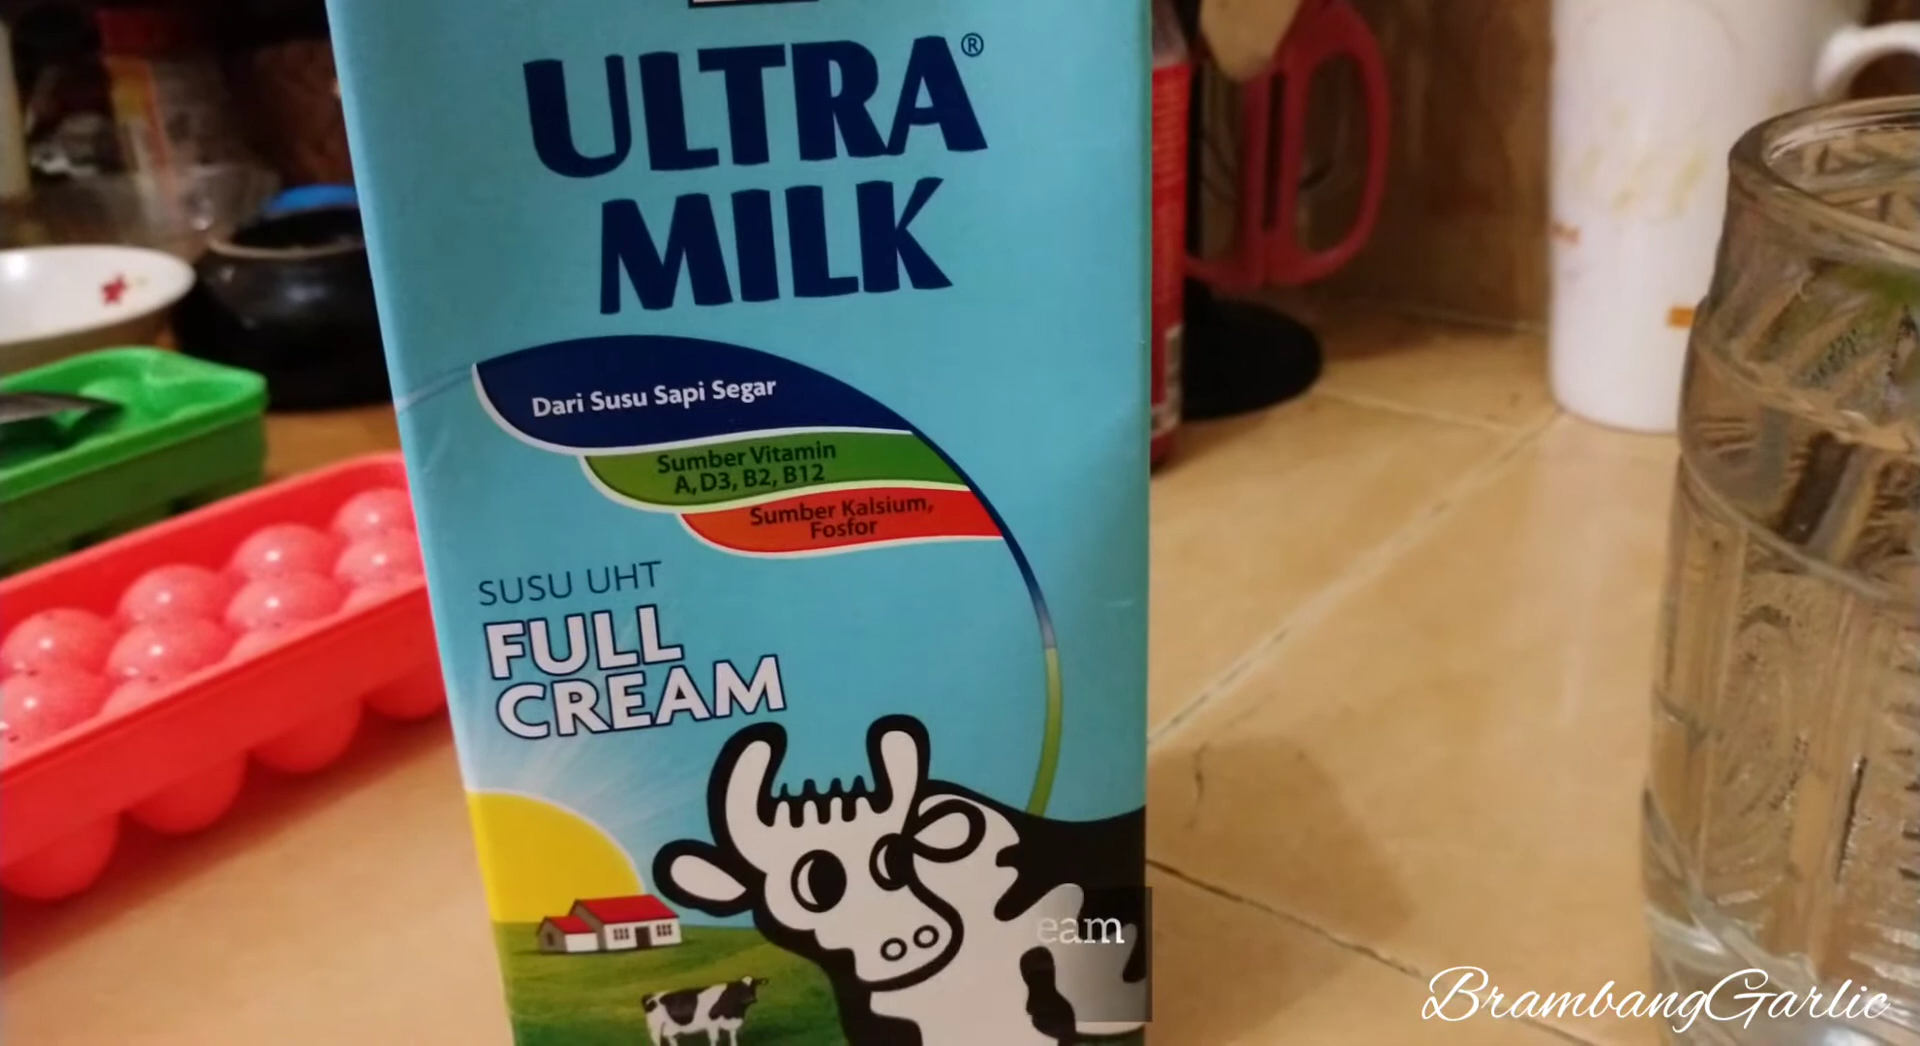 ULTRA®
MILK
Dari Susu Sapi Segar
Sumber Vitamin
A, D3, B2, B12
Sumber Kalsium,
Fosfor
SUSU UHT
FULL
CREAM
eam
BrambangGarlic